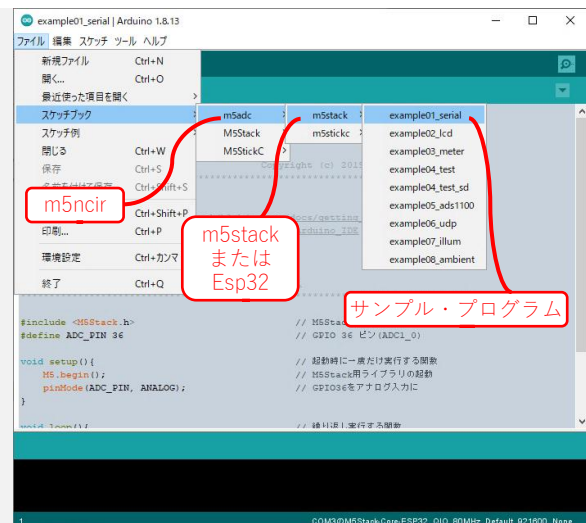 example01_serial | Arduino 1.8.13
ファイル 編集 スケッチ ツール ヘルプ
新規ファイル Ctrl+N
開く... Ctrl+O
最近使った項目を開く
スケッチブック
スケッチ例
閉じる Ctrl+W
保存 Ctrl+S
Ctrl+Shift+S
Ctrl+Shift+P
印刷... Ctrl+P
環境設定 Ctrl+カンマ
終了 Ctrl+Q
m5adc
M5Stack
M5StickC
m5stack
m5stickc
example01_serial
example02_lcd
example03_meter
example04_test
example04_test_sd
example05_ads1100
example06_udp
example07_illum
example08_ambient
m5ncir
m5stack
または
Esp32
サンプル・プログラム
Copyright (c) 201
docs/getting_
rduino_IDE
#include <M5Stack.h> // M5Sta
#define ADC_PIN 36 // GPIO 36 ピン(ADC1_0)
void setup(){ // 起動時に一度だけ実行する関数
M5.begin(); // M5Stack用ライブラリの起動
pinMode(ADC_PIN, ANALOG); // GPIO36をアナログ入力に
}
void loop(){ // 繰り返し実行する関数
1 COM3のM5Stack-Core-ESP32, QIO, 80MHz, Default, 921600, None